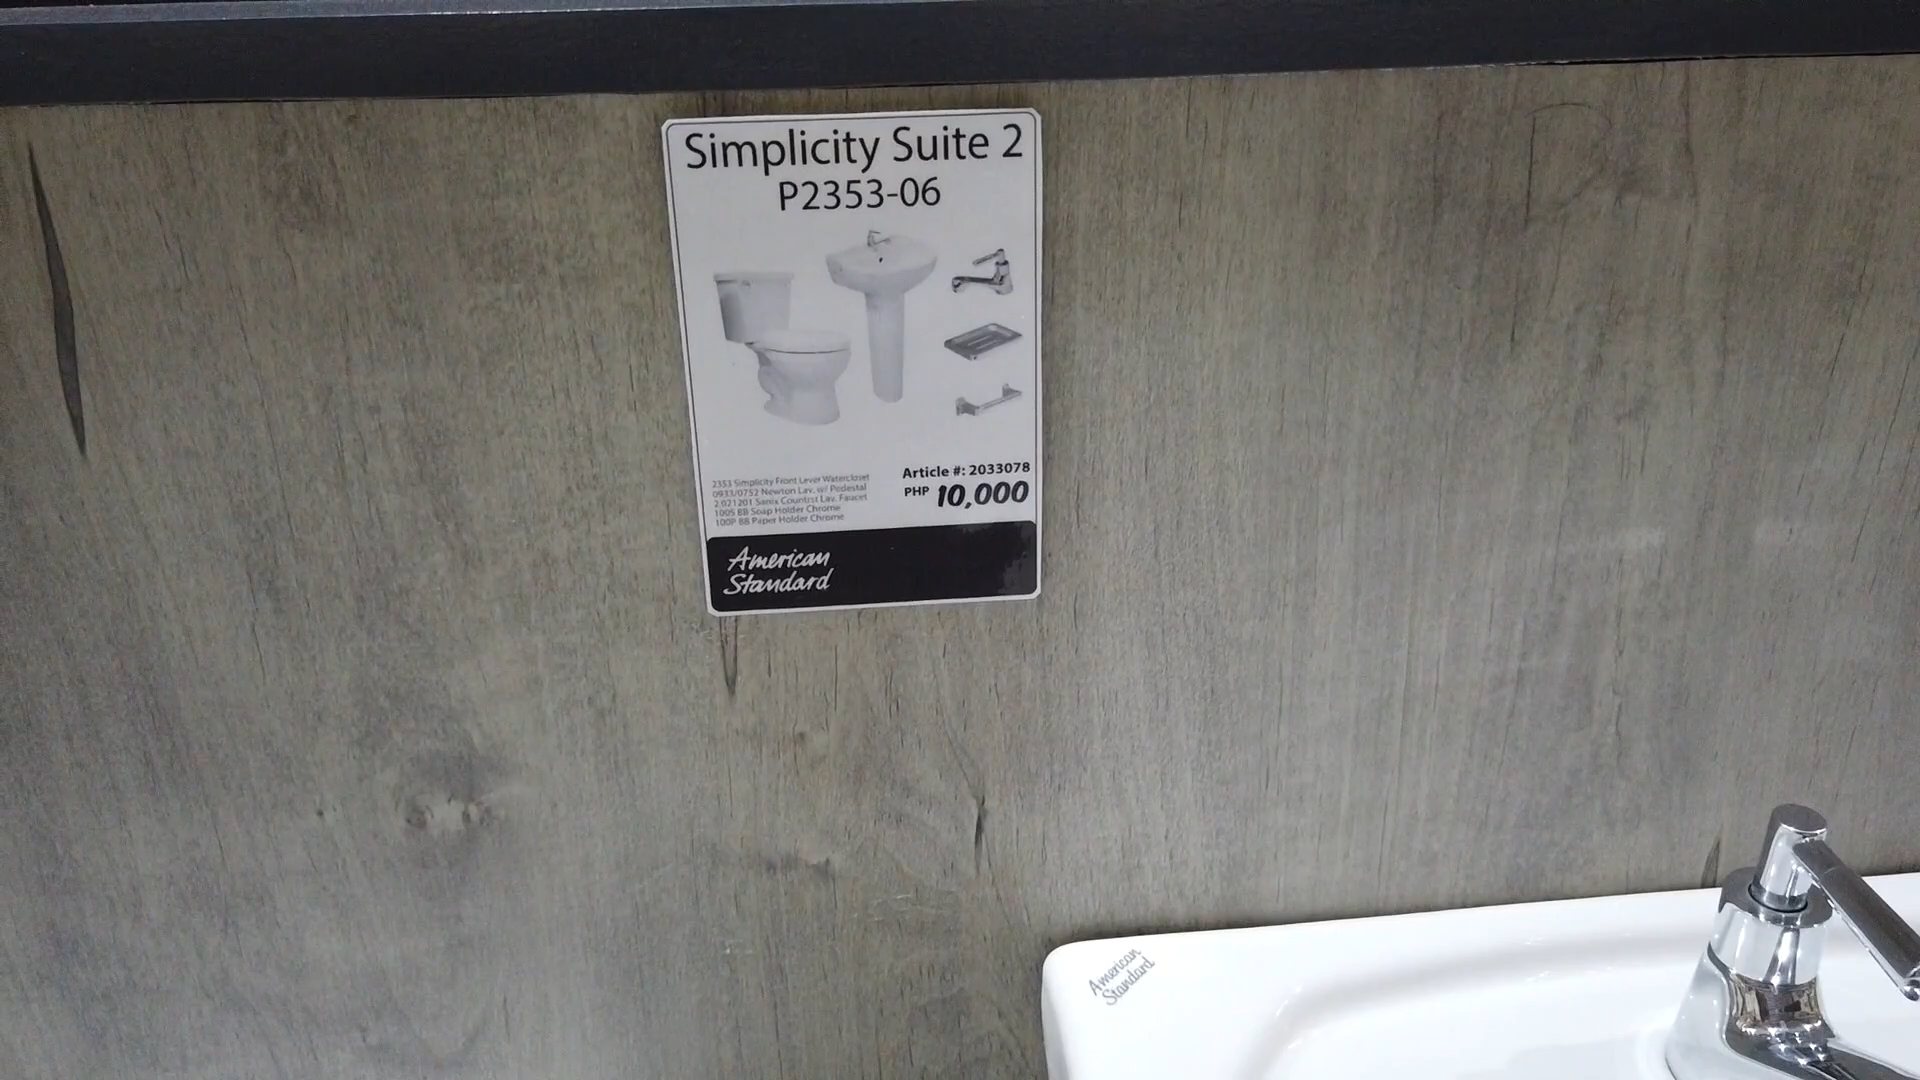 Simplicity Suite 2
P2353-06
2353 Simplicity Front Lever Watercloset
0933/0752 Newton Lav. w/ Pedestal
2.021201 Sanix Countrst Lav. Faucet
100S BB Soap Holder Chrome
100P BB Paper Holder Chrome
Article #: 2033078
PHP 10,000
American
Standard
American
Standard